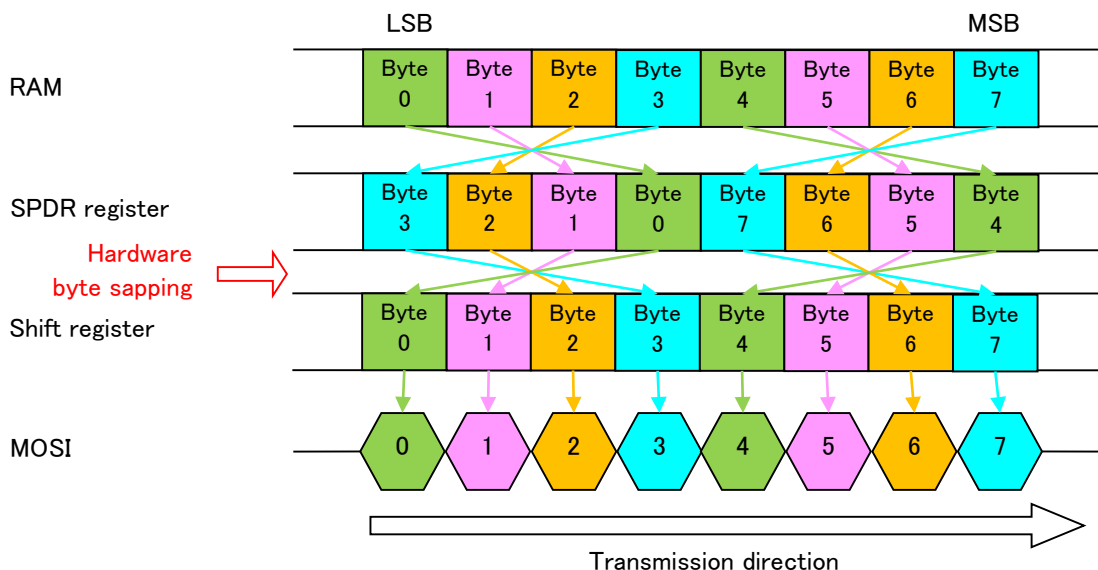 LSB MSB
RAM
Byte 0 Byte 1 Byte 2 Byte 3 Byte 4 Byte 5 Byte 6 Byte 7
SPDR register
Byte 3 Byte 2 Byte 1 Byte 0 Byte 7 Byte 6 Byte 5 Byte 4
Hardware
byte sapping
Shift register
Byte 0 Byte 1 Byte 2 Byte 3 Byte 4 Byte 5 Byte 6 Byte 7
MOSI
0 1 2 3 4 5 6 7
Transmission direction